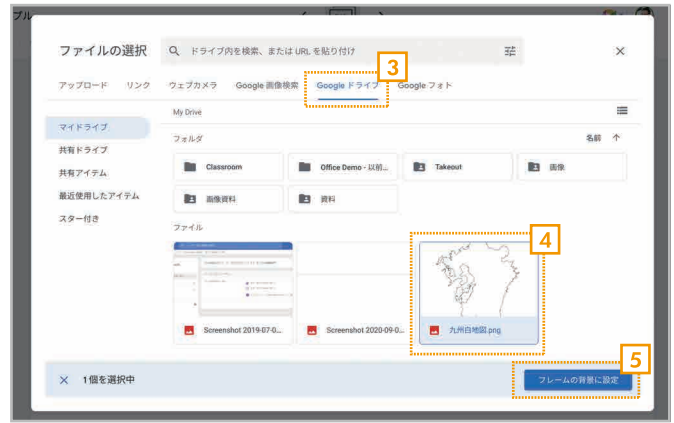 プル
3
ファイルの選択
ドライブ内を検索、または URL を貼り付け
アップロード リンク ウェブカメラ Google 画像検索 Google ドライブ Google フォト
My Drive
マイドライブ
共有ドライブ
共有アイテム
最近使用したアイテム
スター付き
フォルダ 名前
Classroom Office Demo - 以前... Takeout 画像
画像資料 資料
ファイル
4
Screenshot 2019-07-0... Screenshot 2020-09-0... 九州白地図.png
5
1個を選択中 フレームの背景に設定